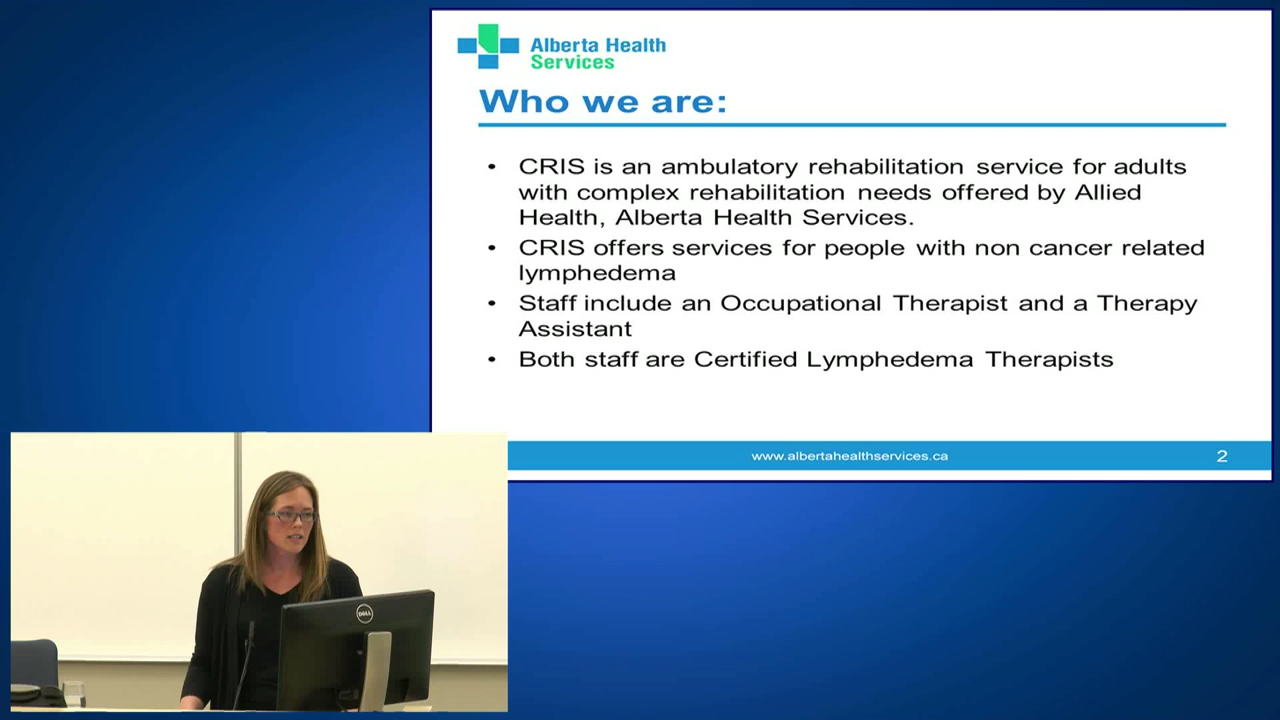 Alberta Health
Services
Who we are:
• CRIS is an ambulatory rehabilitation service for adults
with complex rehabilitation needs offered by Allied
Health, Alberta Health Services.
• CRIS offers services for people with non cancer related
lymphedema
• Staff include an Occupational Therapist and a Therapy
Assistant
• Both staff are Certified Lymphedema Therapists
www.albertahealthservices.ca
2
DELL